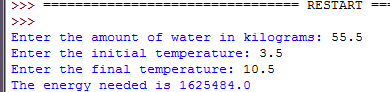 >>> ================================ RESTART ===
>>>
Enter the amount of water in kilograms: 55.5
Enter the initial temperature: 3.5
Enter the final temperature: 10.5
The energy needed is 1625484.0